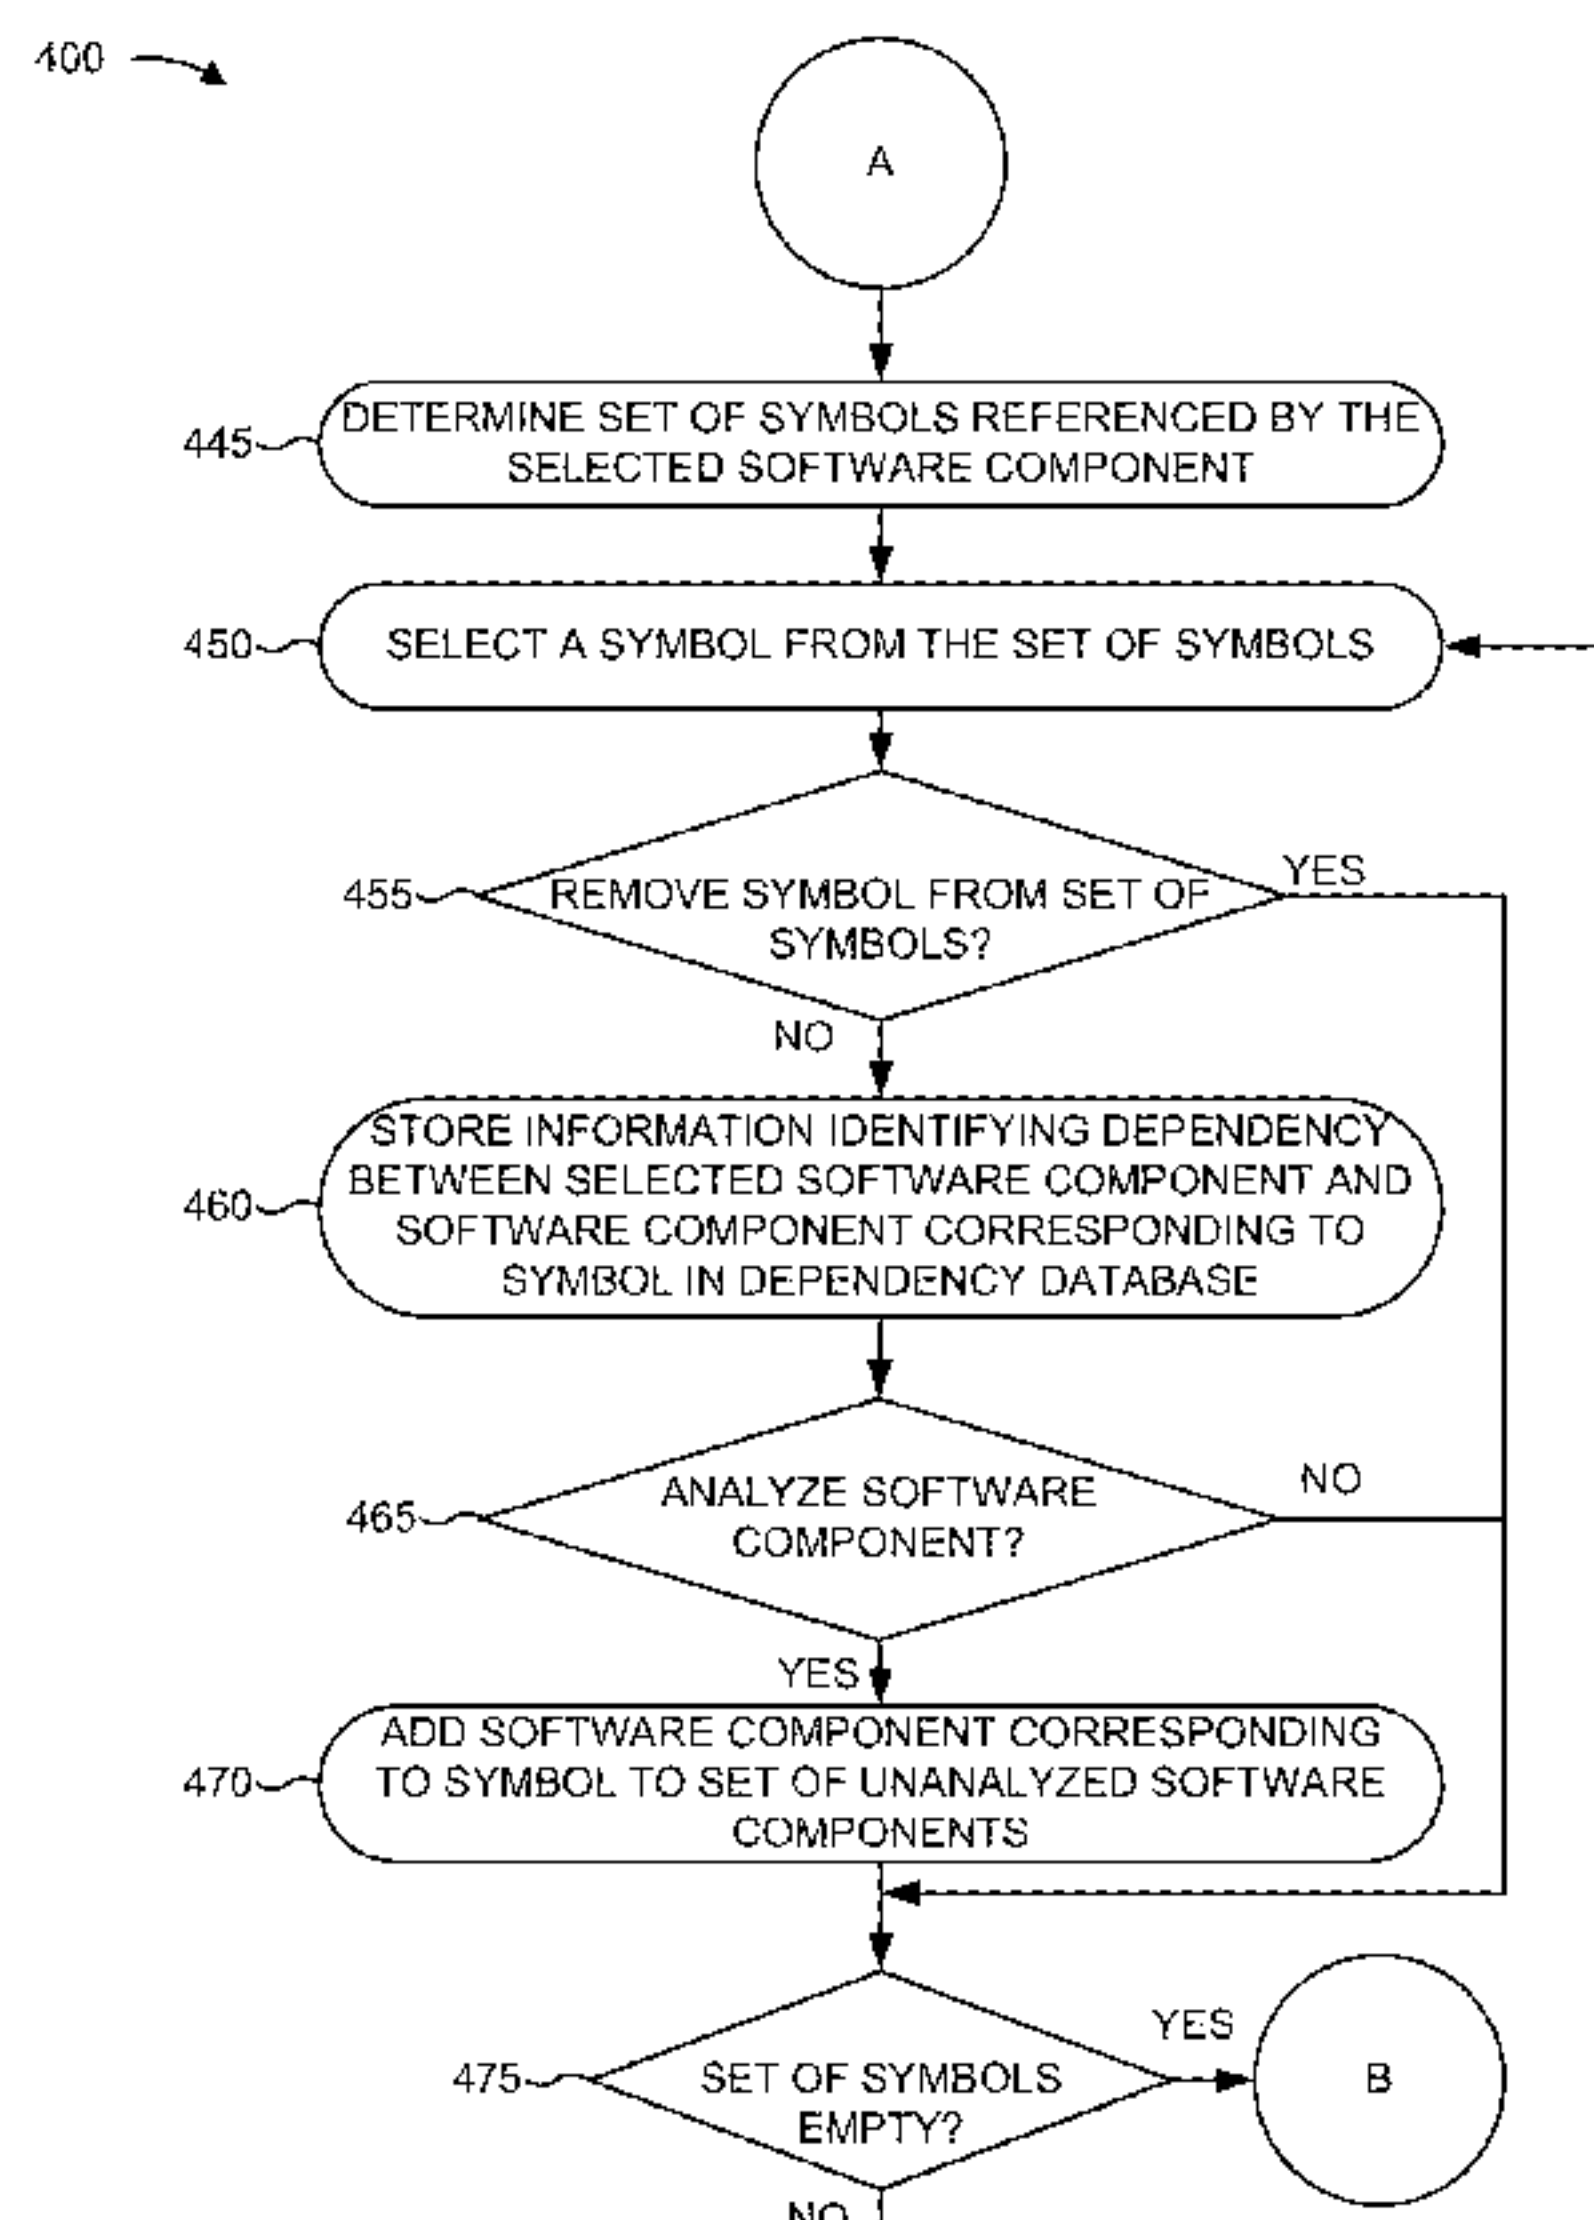 400
A
445
DETERMINE SET OF SYMBOLS REFERENCED BY THE
SELECTED SOFTWARE COMPONENT
450
SELECT A SYMBOL FROM THE SET OF SYMBOLS
455
REMOVE SYMBOL FROM SET OF
SYMBOLS?
YES
NO
460
STORE INFORMATION IDENTIFYING DEPENDENCY
BETWEEN SELECTED SOFTWARE COMPONENT AND
SOFTWARE COMPONENT CORRESPONDING TO
SYMBOL IN DEPENDENCY DATABASE
465
ANALYZE SOFTWARE
COMPONENT?
NO
YES
470
ADD SOFTWARE COMPONENT CORRESPONDING
TO SYMBOL TO SET OF UNANALYZED SOFTWARE
COMPONENTS
475
SET OF SYMBOLS
EMPTY?
YES
B
NO